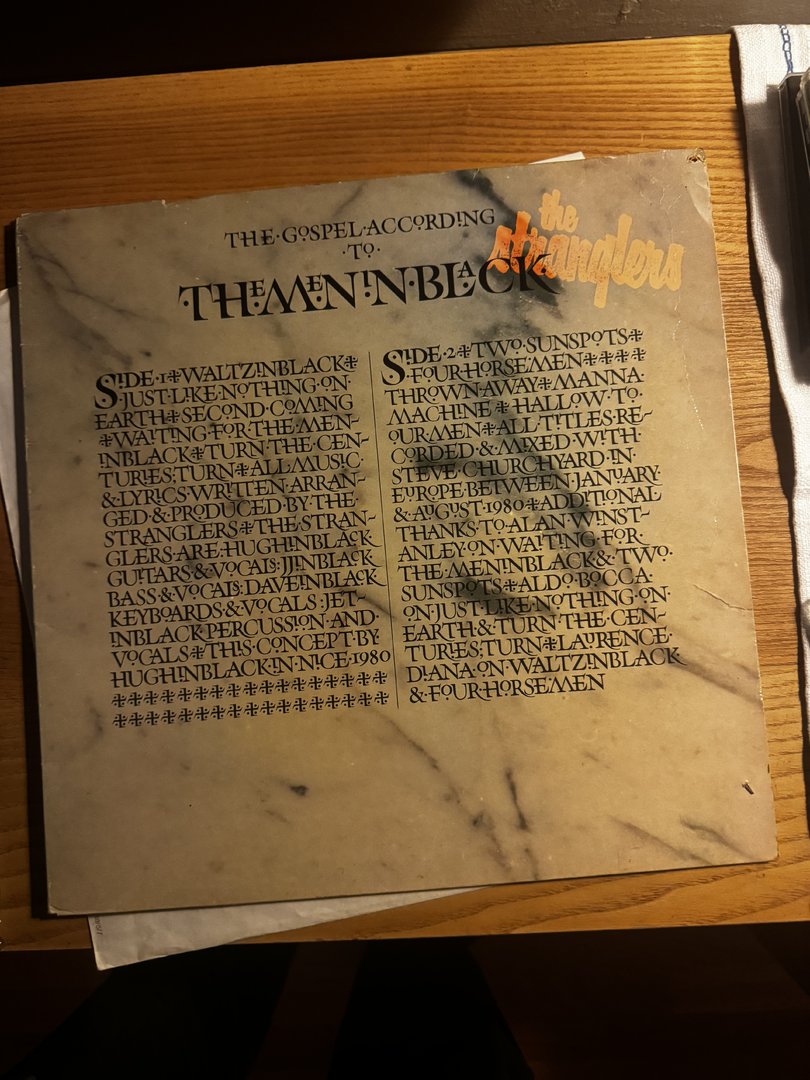 THE·GOSPEL·ACCORDING
·TO·
·THEMEN·IN·BLACK
the
stranglers
SIDE·1⁜WALTZINBLACK⁜
·JUST·LIKE·NOTHING·ON·
EARTH⁜SECOND·COMING
⁜WAITING·FOR·THE·MEN~
INBLACK⁜TURN·THE·CEN~
TURIES;TURN⁜ALL·MUSIC·
&·LYRICS·WRITTEN·ARRAN~
GED·&·PRODUCED·BY·THE·
STRANGLERS⁜THE·STRAN~
GLERS·ARE:HUGHINBLACK
GUITARS·&·VOCALS:JJINBLACK
BASS·&·VOCALS:DAVEINBLACK
KEYBOARDS·&·VOCALS:JET~
INBLACK·PERCUSSION·AND·
VOCALS⁜THIS·CONCEPT·BY·
HUGHINBLACK·IN·NICE·1980
⁜⁜⁜⁜⁜⁜⁜⁜⁜⁜⁜⁜⁜⁜⁜⁜
⁜⁜⁜⁜⁜⁜⁜⁜⁜⁜⁜⁜⁜⁜⁜⁜
SIDE·2⁜TWO·SUNSPOTS⁜
·FOUR·HORSEMEN⁜⁜⁜⁜
THROWN·AWAY⁜MANNA·
MACHINE⁜HALLOW·TO·
OUR·MEN⁜ALL·TITLES·RE~
CORDED·&·MIXED·WITH·
STEVE·CHURCHYARD·IN·
EUROPE·BETWEEN·JANUARY·
&·AUGUST·1980⁜ADDITIONAL
THANKS·TO·ALAN·WINST~
ANLEY·ON·WAITING·FOR·
THE·MENINBLACK·&·TWO·
SUNSPOTS⁜ALDO·BOCCA·
ON·JUST·LIKE·NOTHING·ON·
EARTH·&·TURN·THE·CEN~
TURIES;TURN⁜LAURENCE·
DIANA·ON·WALTZINBLACK
&·FOUR·HORSEMEN